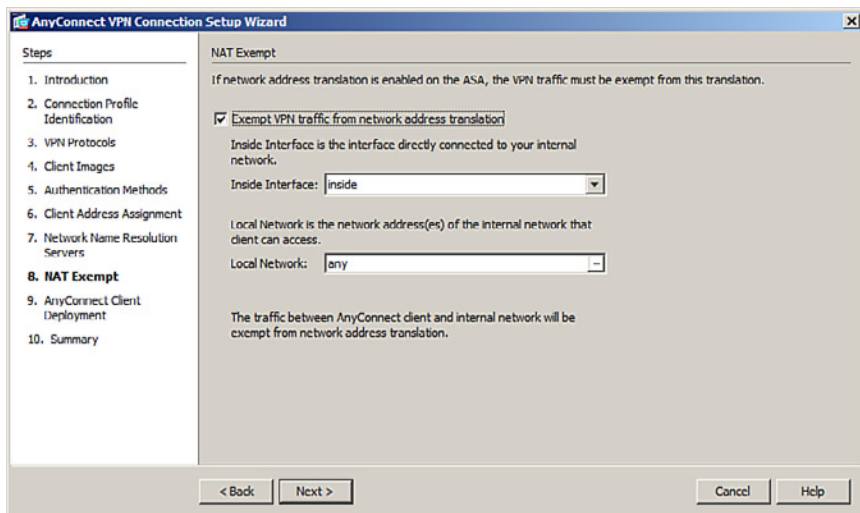 AnyConnect VPN Connection Setup Wizard
Steps
1. Introduction
2. Connection Profile
Identification
3. VPN Protocols
4. Client Images
5. Authentication Methods
6. Client Address Assignment
7. Network Name Resolution
Servers
8. NAT Exempt
9. AnyConnect Client
Deployment
10. Summary
NAT Exempt
If network address translation is enabled on the ASA, the VPN traffic must be exempt from this translation.
Exempt VPN traffic from network address translation
Inside Interface is the interface directly connected to your internal
network.
Inside Interface: inside
Local Network is the network address(es) of the internal network that
client can access.
Local Network: any
The traffic between AnyConnect client and internal network will be
exempt from network address translation.
< Back Next > Cancel Help